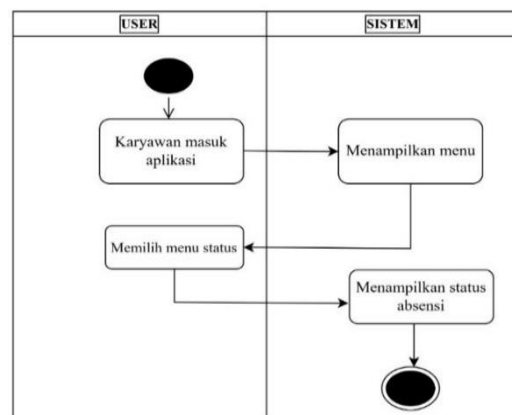 USER
SISTEM
Karyawan masuk
aplikasi
Menampilkan menu
Memilih menu status
Menampilkan status
absensi